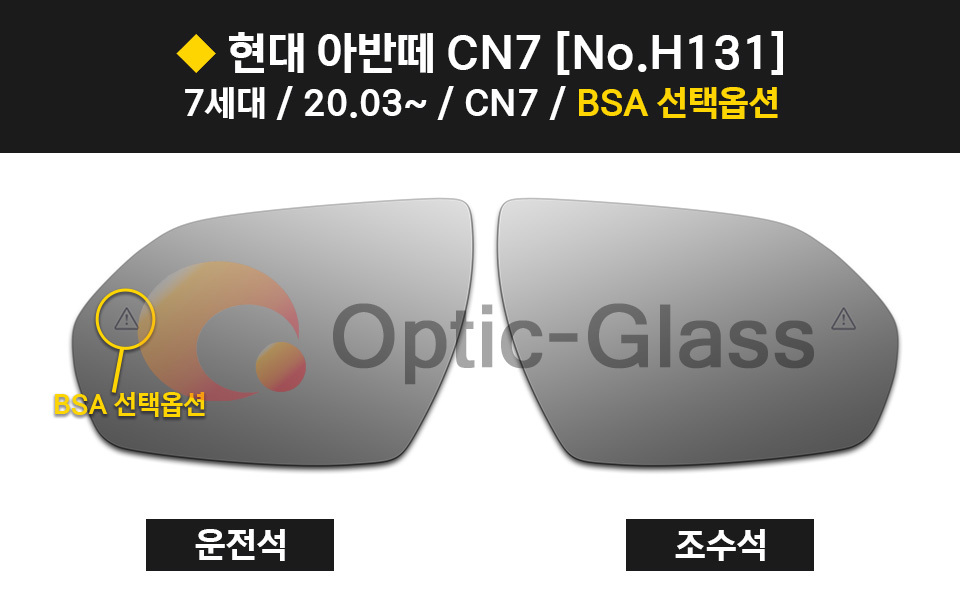 ◆ 현대 아반떼 CN7 [No.H131]
7세대 / 20.03~ / CN7 / BSA 선택옵션
Optic-Glass
BSA 선택옵션
운전석
조수석